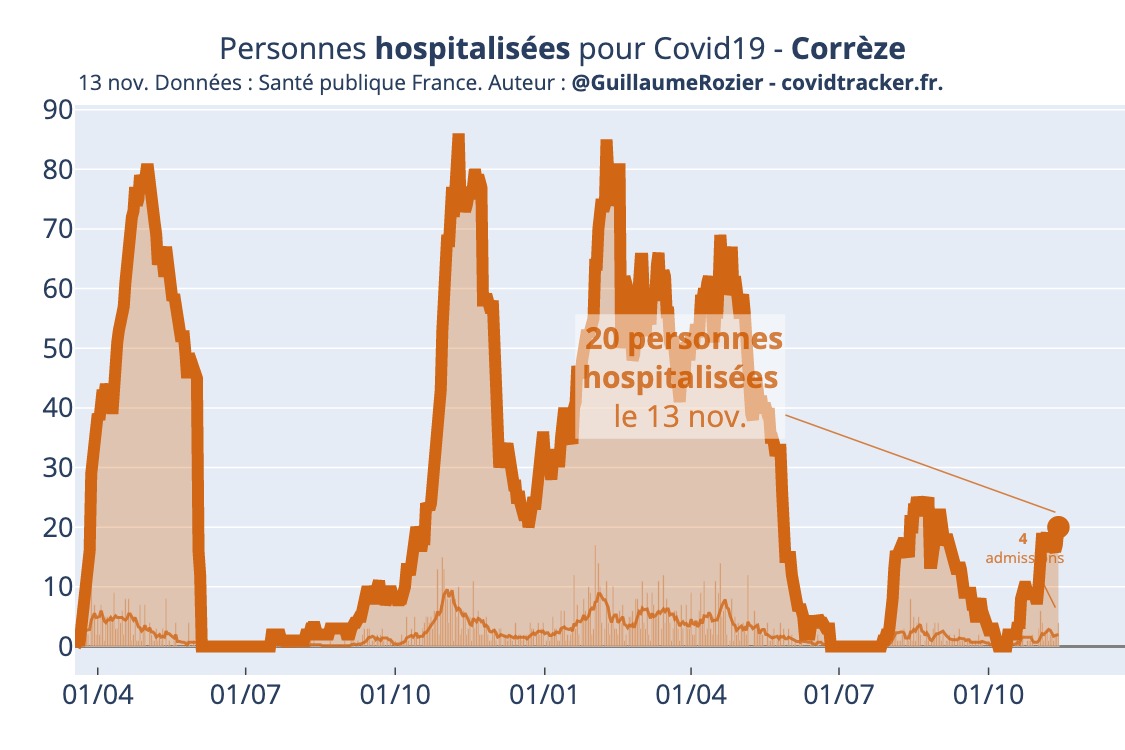 Personnes hospitalisées pour Covid19 - Corrèze
13 nov. Données : Santé publique France. Auteur : @GuillaumeRozier - covidtracker.fr.
90
80
70
60
50
40
30
20
10
0
20 personnes
hospitalisées
le 13 nov.
4
admissions
01/04 01/07 01/10 01/01 01/04 01/07 01/10